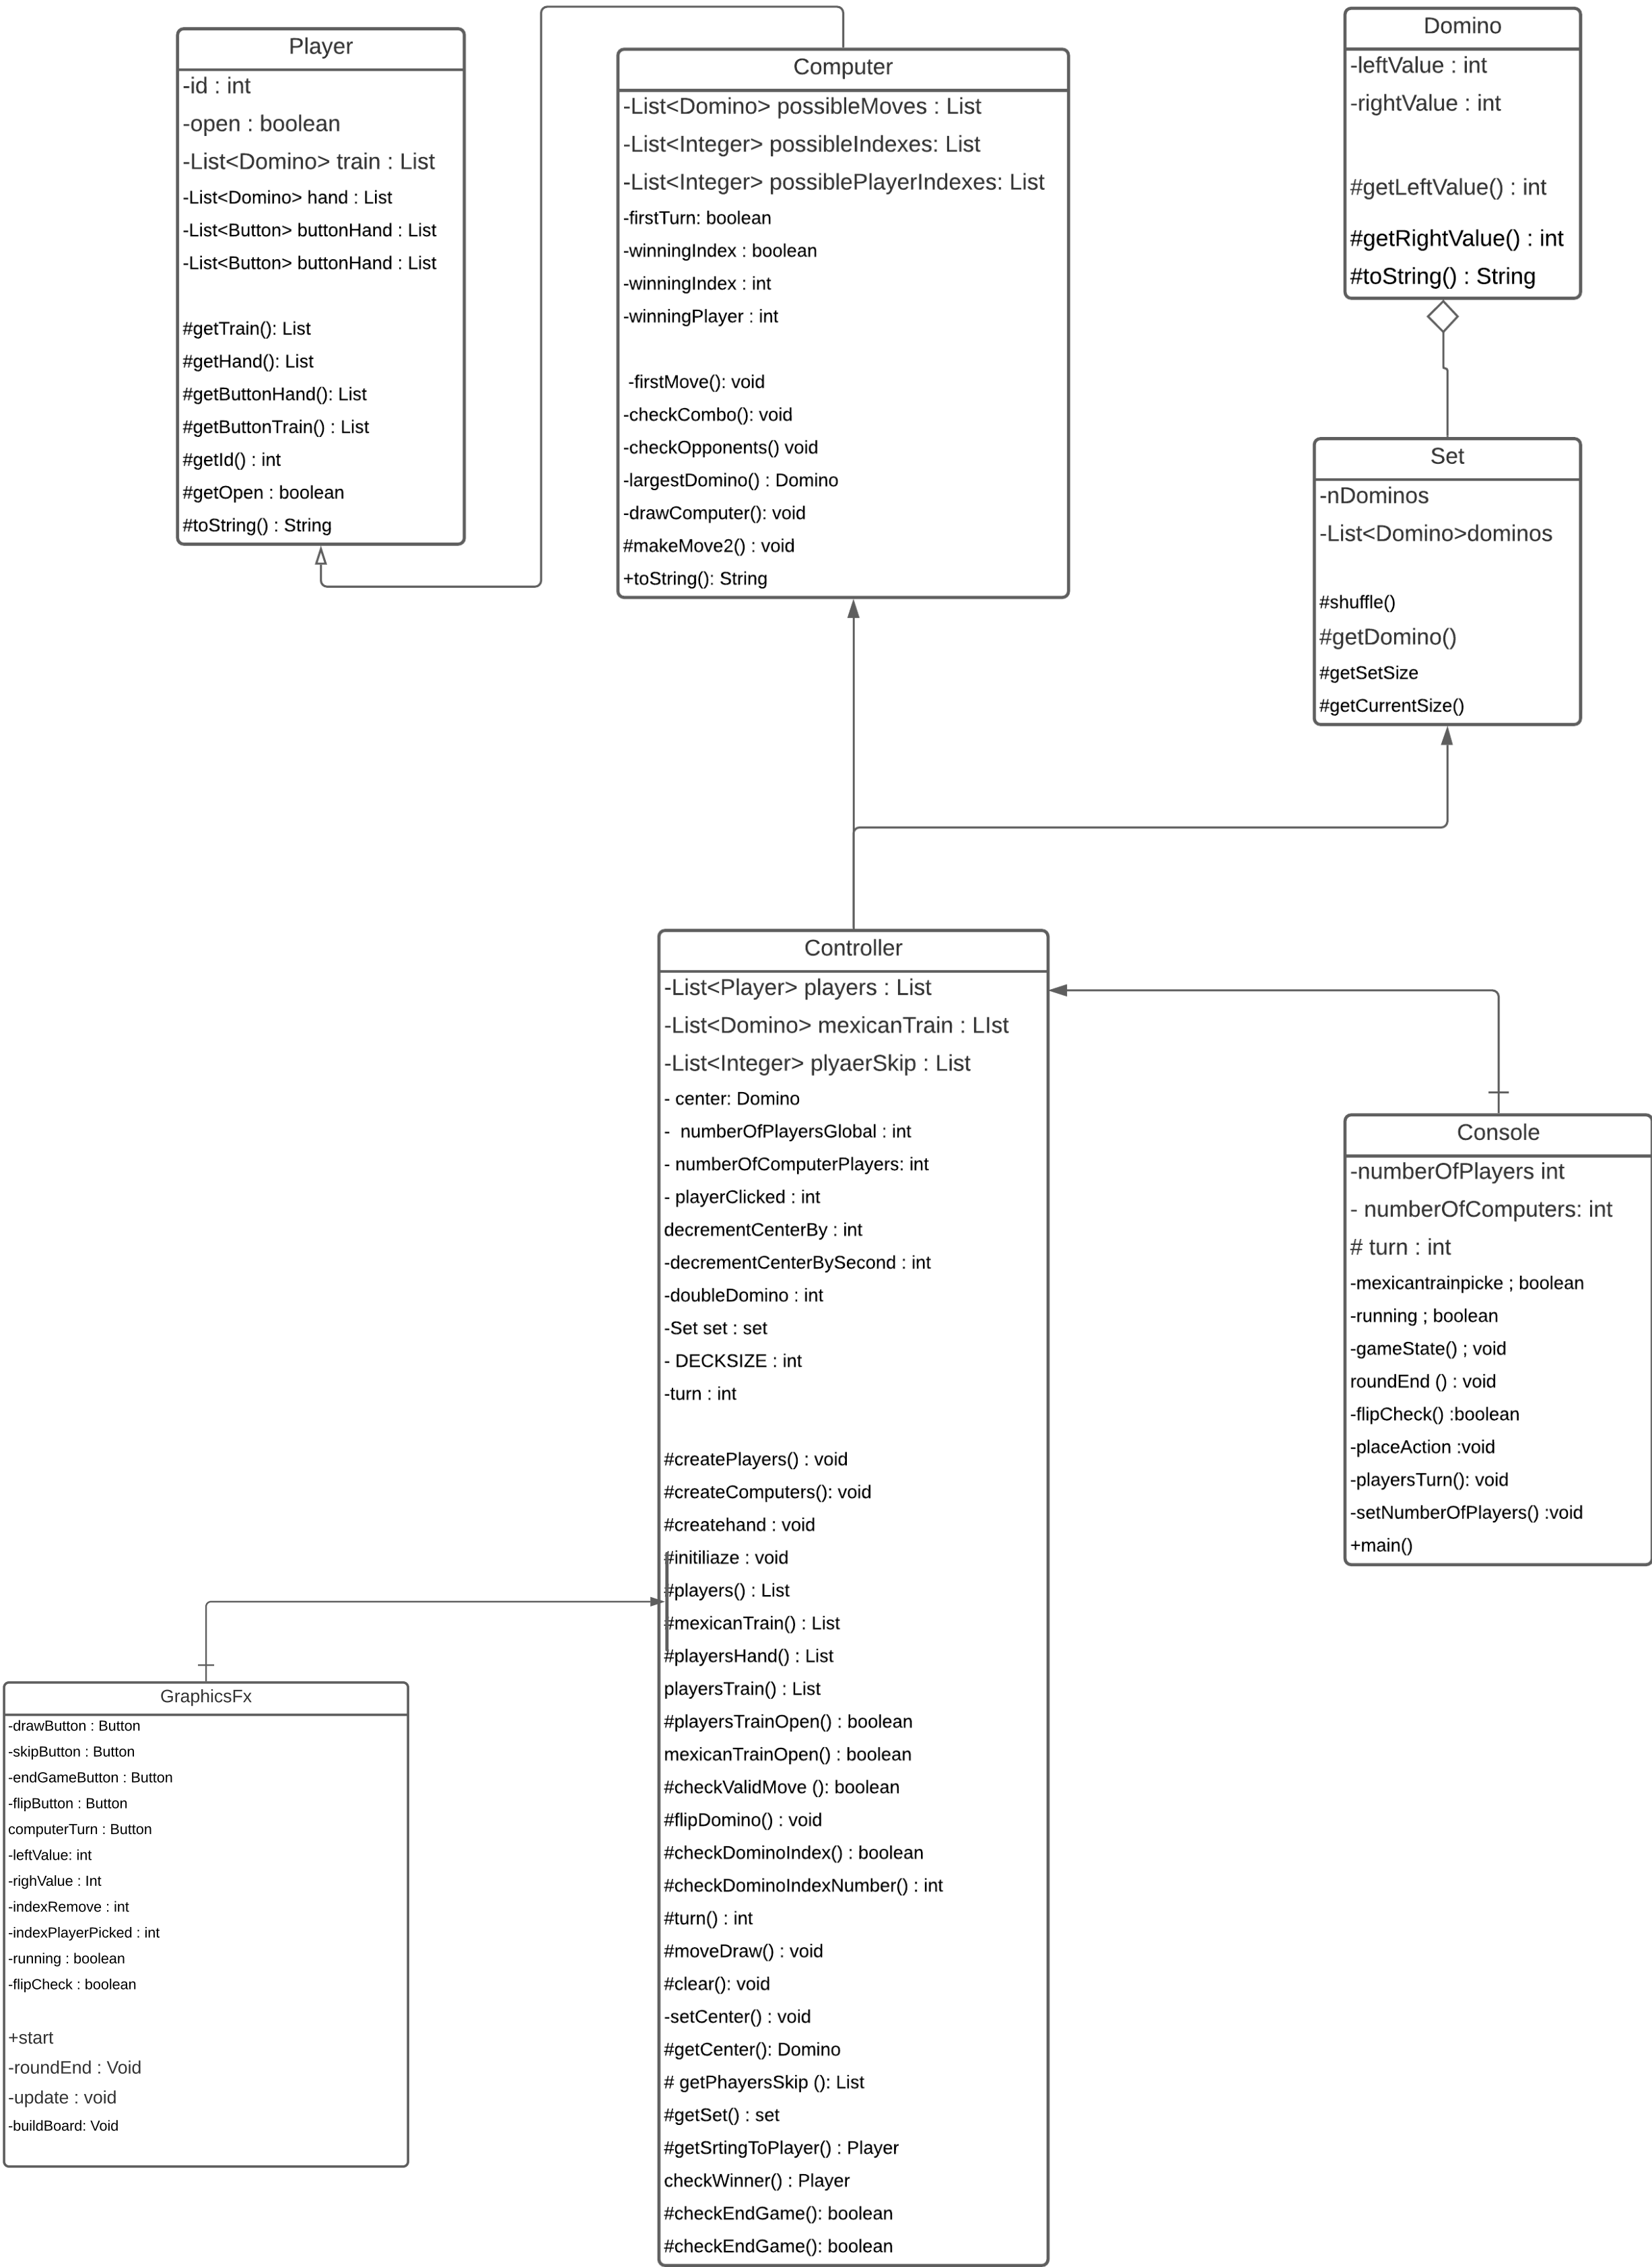 Player
-id : int
-open : boolean
-List<Domino> train : List
-List<Domino> hand : List
-List<Button> buttonHand : List
-List<Button> buttonHand : List
#getTrain(): List
#getHand(): List
#getButtonHand(): List
#getButtonTrain() : List
#getId() : int
#getOpen : boolean
#toString() : String
Computer
-List<Domino> possibleMoves : List
-List<Integer> possibleIndexes: List
-List<Integer> possiblePlayerIndexes: List
-firstTurn: boolean
-winningIndex : boolean
-winningIndex : int
-winningPlayer : int
-firstMove(): void
-checkCombo(): void
-checkOpponents() void
-largestDomino() : Domino
-drawComputer(): void
#makeMove2() : void
+toString(): String
Domino
-leftValue : int
-rightValue : int
#getLeftValue() : int
#getRightValue() : int
#toString() : String
Set
-nDominos
-List<Domino>dominos
#shuffle()
#getDomino()
#getSetSize
#getCurrentSize()
Controller
-List<Player> players : List
-List<Domino> mexicanTrain : LIst
-List<Integer> plyaerSkip : List
- center: Domino
- numberOfPlayersGlobal : int
- numberOfComputerPlayers: int
- playerClicked : int
decrementCenterBy : int
-decrementCenterBySecond : int
-doubleDomino : int
-Set set : set
- DECKSIZE : int
-turn : int
#createPlayers() : void
#createComputers(): void
#createhand : void
#initiliaze : void
#players() : List
#mexicanTrain() : List
#playersHand() : List
playersTrain() : List
#playersTrainOpen() : boolean
mexicanTrainOpen() : boolean
#checkValidMove (): boolean
#flipDomino() : void
#checkDominoIndex() : boolean
#checkDominoIndexNumber() : int
#turn() : int
#moveDraw() : void
#clear(): void
-setCenter() : void
#getCenter(): Domino
# getPhayersSkip (): List
#getSet() : set
#getSrtingToPlayer() : Player
checkWinner() : Player
#checkEndGame(): boolean
#checkEndGame(): boolean
Console
-numberOfPlayers int
- numberOfComputers: int
# turn : int
-mexicantrainpicke ; boolean
-running ; boolean
-gameState() ; void
roundEnd () : void
-flipCheck() :boolean
-placeAction :void
-playersTurn(): void
-setNumberOfPlayers() :void
+main()
GraphicsFx
-drawButton : Button
-skipButton : Button
-endGameButton : Button
-flipButton : Button
computerTurn : Button
-leftValue: int
-righValue : Int
-indexRemove : int
-indexPlayerPicked : int
-running : boolean
-flipCheck : boolean
+start
-roundEnd : Void
-update : void
-buildBoard: Void